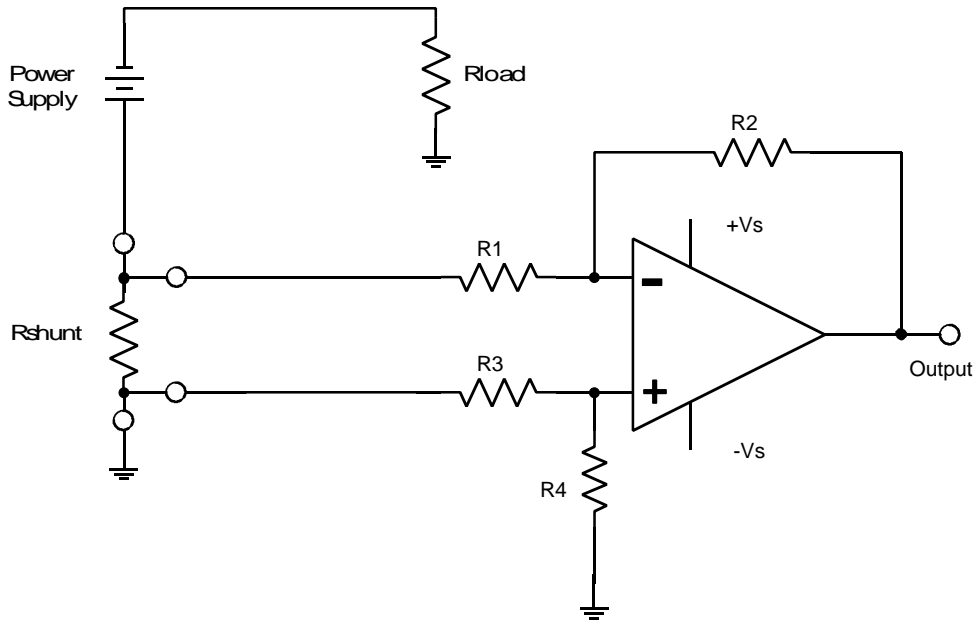 Power
Supply
Rload
R2
+Vs
R1
-
Rshunt
R3
+
Output
-Vs
R4